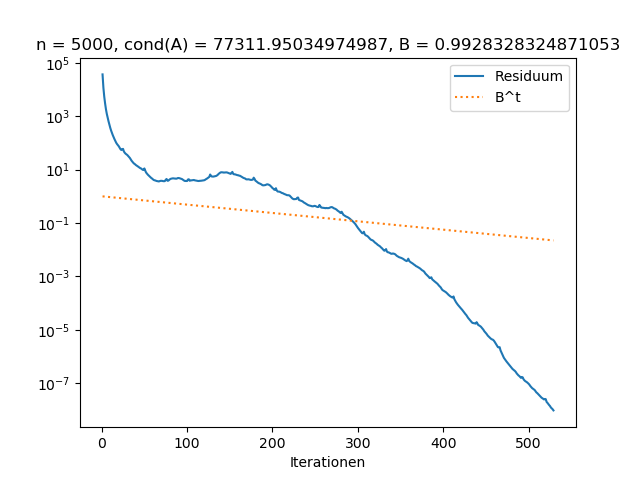 n = 5000, cond(A) = 77311.95034974987, B = 0.9928328324871053
10^5
10^3
10^1
10^-1
10^-3
10^-5
10^-7
Residuum
B^t
0 100 200 300 400 500
Iterationen